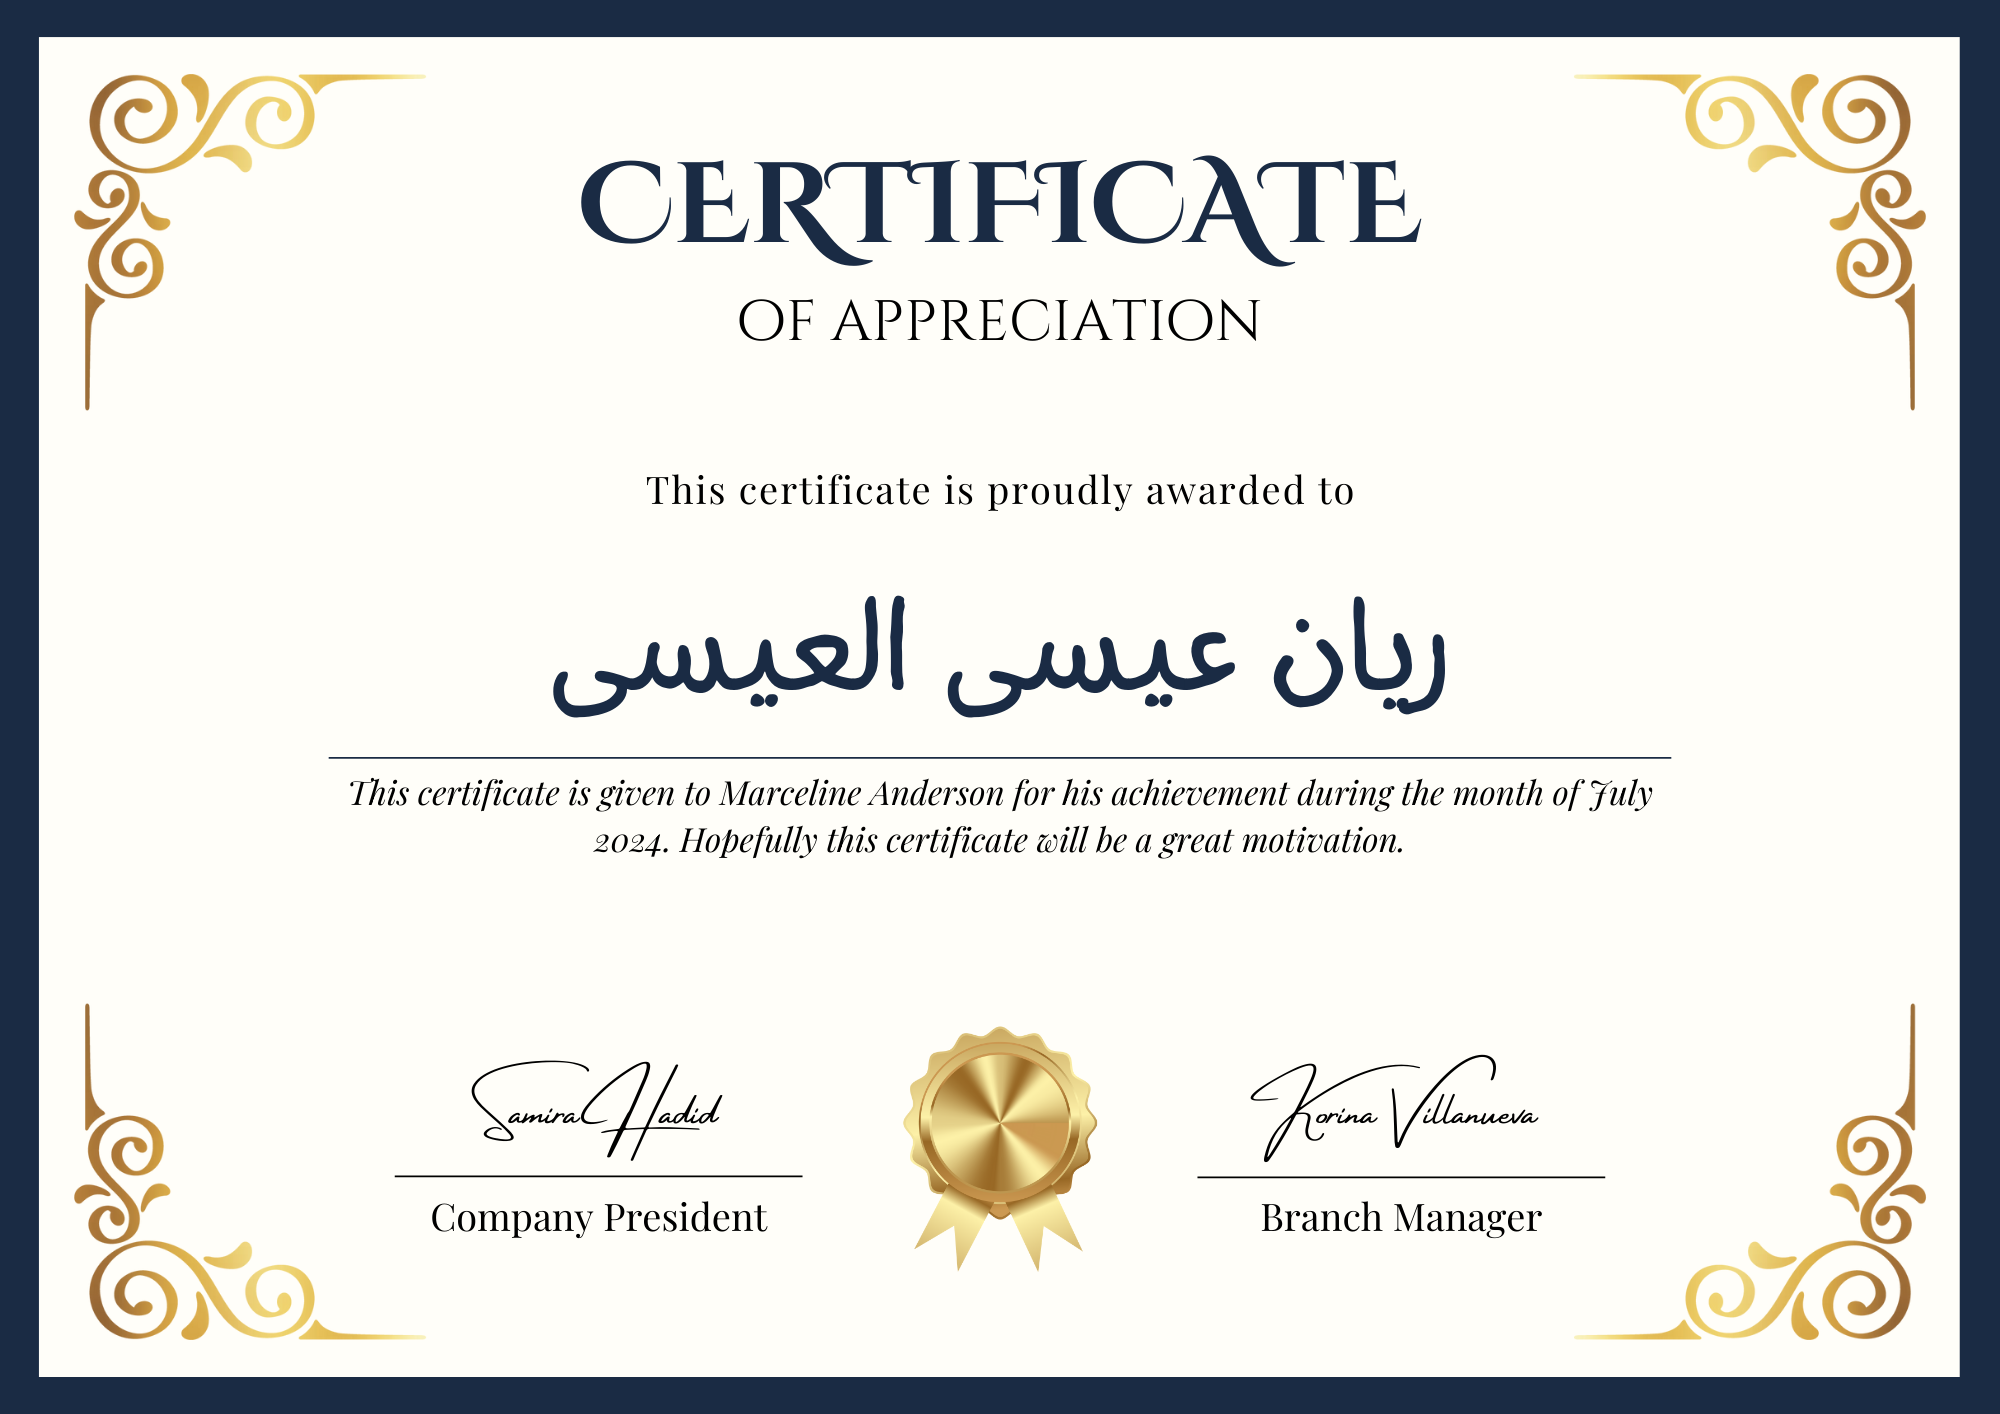 CERTIFICATE
OF APPRECIATION
This certificate is proudly awarded to
ريان عيسى العيسى
This certificate is given to Marceline Anderson for his achievement during the month of July
2024. Hopefully this certificate will be a great motivation.
Samira Hadid
Korina Villanueva
Company President
Branch Manager